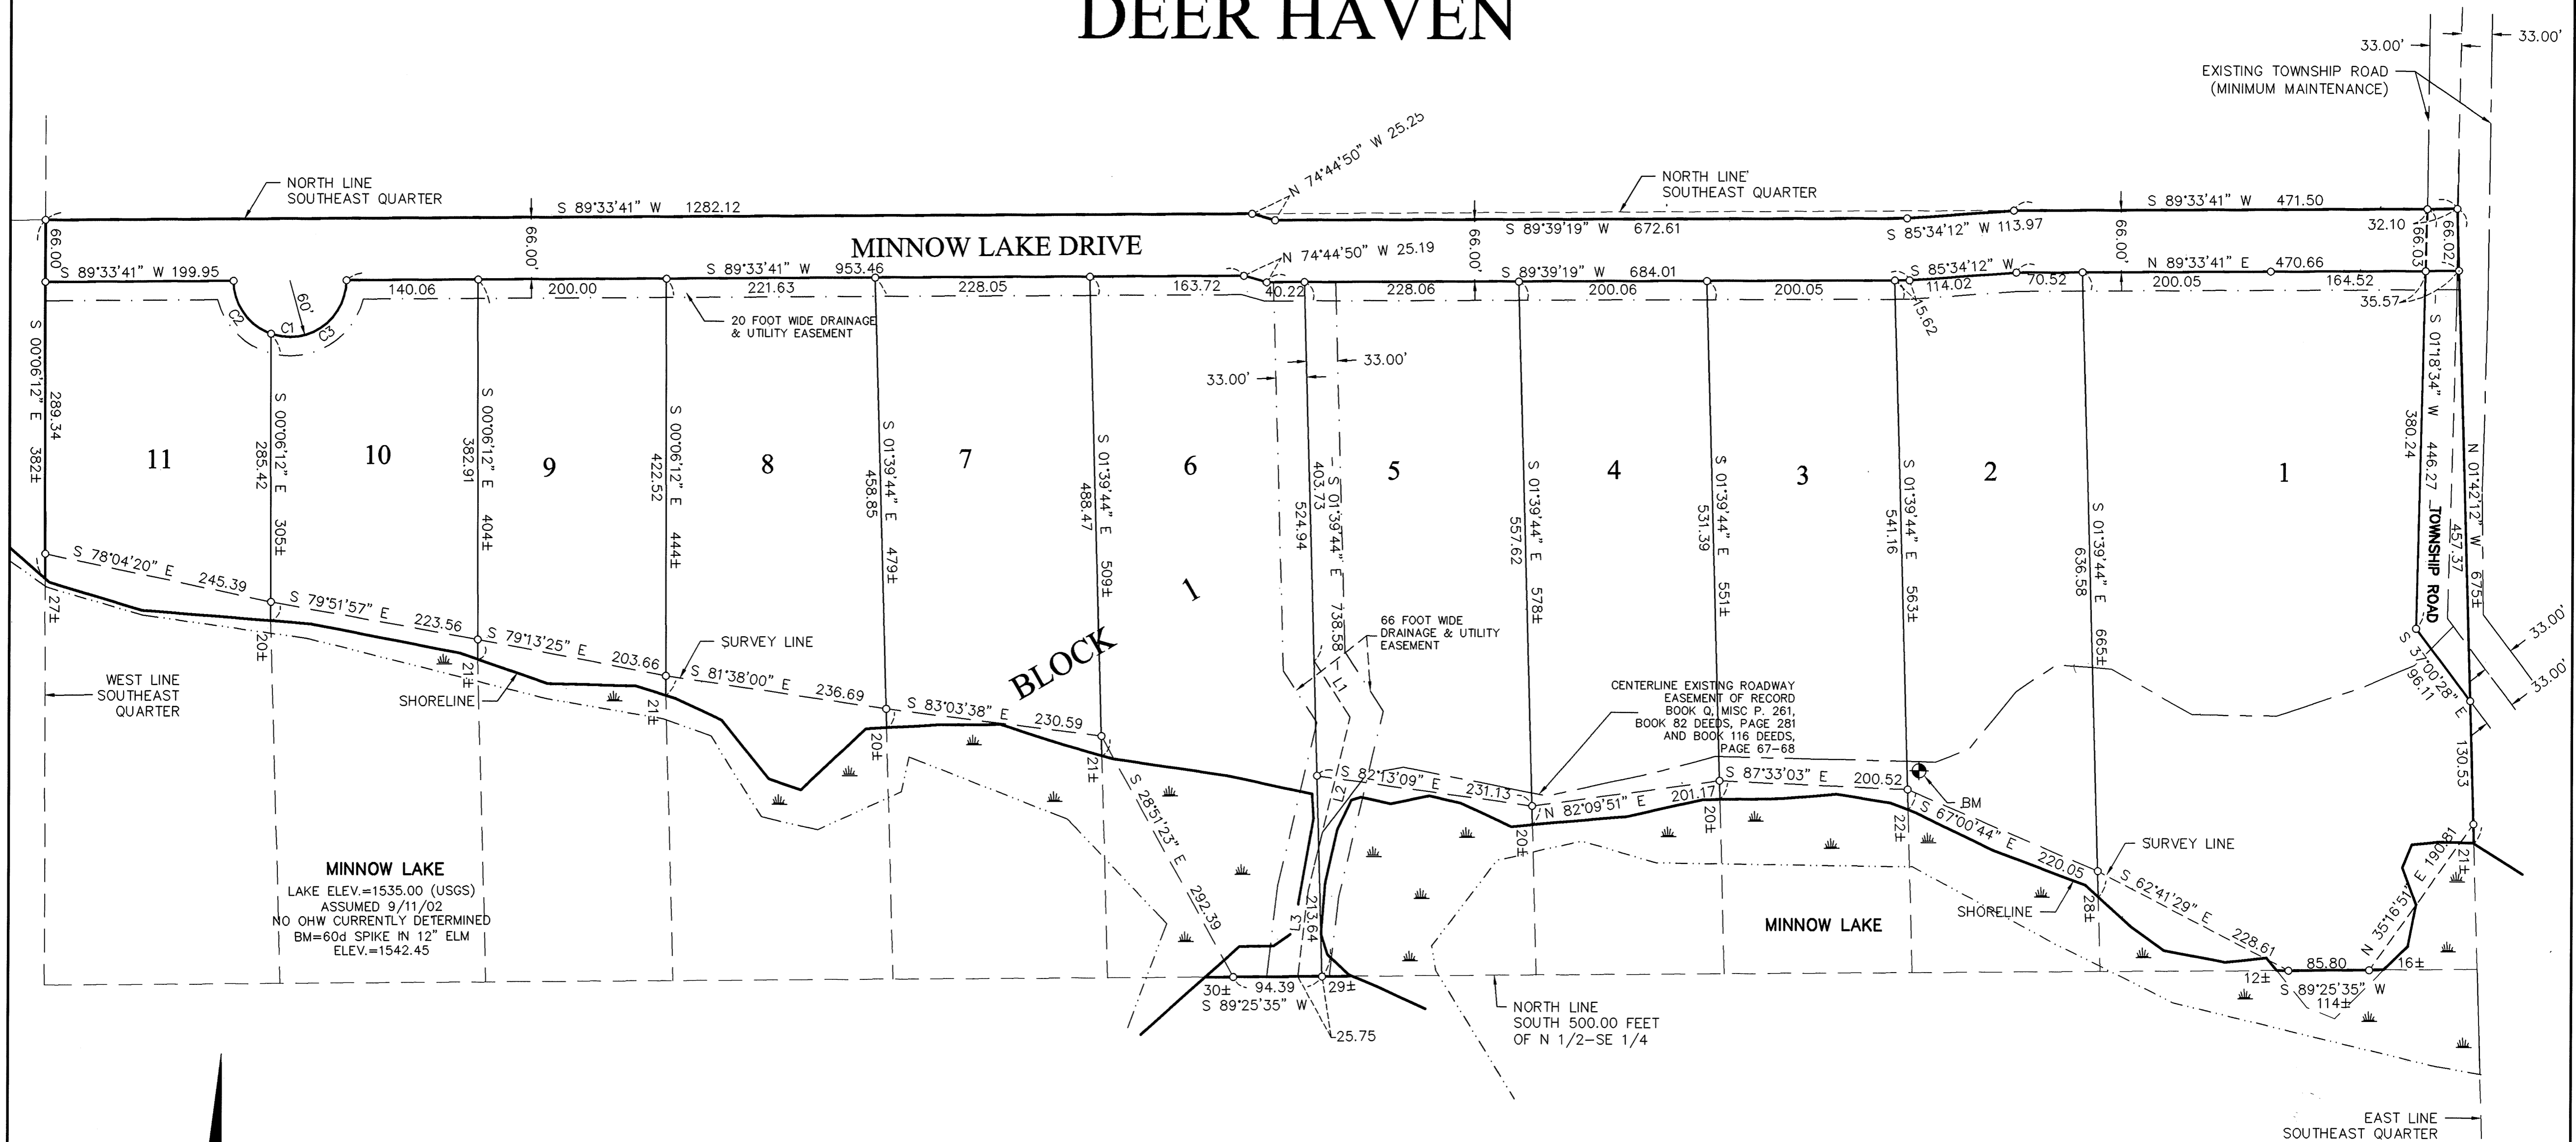 DEER HAVEN
33.00'
33.00'
EXISTING TOWNSHIP ROAD
(MINIMUM MAINTENANCE)
N 74°44'50" W 25.25
NORTH LINE
SOUTHEAST QUARTER
NORTH LINE'
SOUTHEAST QUARTER
S 89°33'41" W 1282.12
S 89°39'19" W 672.61
S 85°34'12" W 113.97
S 89°33'41" W 471.50
32.10
66.00'
66.00'
66.00'
66.00'
66.03
66.02
MINNOW LAKE DRIVE
N 74°44'50" W 25.19
S 89°33'41" W 199.95
S 89°33'41" W 953.46
S 89°39'19" W 684.01
S 85°34'12" W
N 89°33'41" E 470.66
140.06
200.00
221.63
228.05
163.72
40.22
228.06
200.06
200.05
114.02
70.52
200.05
164.52
35.57
15.62
60'
C2
C1
C3
20 FOOT WIDE DRAINAGE
& UTILITY EASEMENT
33.00'
33.00'
S 00°06'12" E 382±
289.34
S 00°06'12" E 305±
285.42
S 00°06'12" E 404±
382.91
S 00°06'12" E 444±
422.52
S 01°39'44" E 479±
458.85
S 01°39'44" E 509±
488.47
S 01°39'44" E 738.58
403.73
524.94
S 01°39'44" E 578±
557.62
S 01°39'44" E 551±
531.39
S 01°39'44" E 563±
541.16
S 01°39'44" E 665±
636.58
S 01°18'34" W 446.27
380.24
TOWNSHIP ROAD
457.37
N 01°42'12" W 675±
11
10
9
8
7
6
5
4
3
2
1
BLOCK
1
S 78°04'20" E 245.39
S 79°51'57" E 223.56
S 79°13'25" E 203.66
S 81°38'00" E 236.69
S 83°03'38" E 230.59
SURVEY LINE
SHORELINE
27±
20±
21±
21±
20±
21±
WEST LINE
SOUTHEAST
QUARTER
66 FOOT WIDE
DRAINAGE & UTILITY
EASEMENT
L1
L2
L3
CENTERLINE EXISTING ROADWAY
EASEMENT OF RECORD
BOOK Q, MISC P. 261,
BOOK 82 DEEDS, PAGE 281
AND BOOK 116 DEEDS,
PAGE 67-68
33.00'
33.00'
S 37°00'28" E
96.11
130.53
S 82°13'09" E 231.13
N 82°09'51" E 201.17
S 87°33'03" E 200.52
BM
S 67°00'44" E 220.05
SURVEY LINE
S 62°41'29" E 228.61
SHORELINE
20±
20±
22±
28±
21±
N 35°16'51" E 190.81
S 28°51'23" E 292.39
213.64
MINNOW LAKE
LAKE ELEV.=1535.00 (USGS)
ASSUMED 9/11/02
NO OHW CURRENTLY DETERMINED
BM=60d SPIKE IN 12" ELM
ELEV.=1542.45
MINNOW LAKE
30±
94.39
29±
S 89°25'35" W
25.75
NORTH LINE
SOUTH 500.00 FEET
OF N 1/2-SE 1/4
12±
85.80
16±
S 89°25'35" W
114±
EAST LINE
SOUTHEAST QUARTER